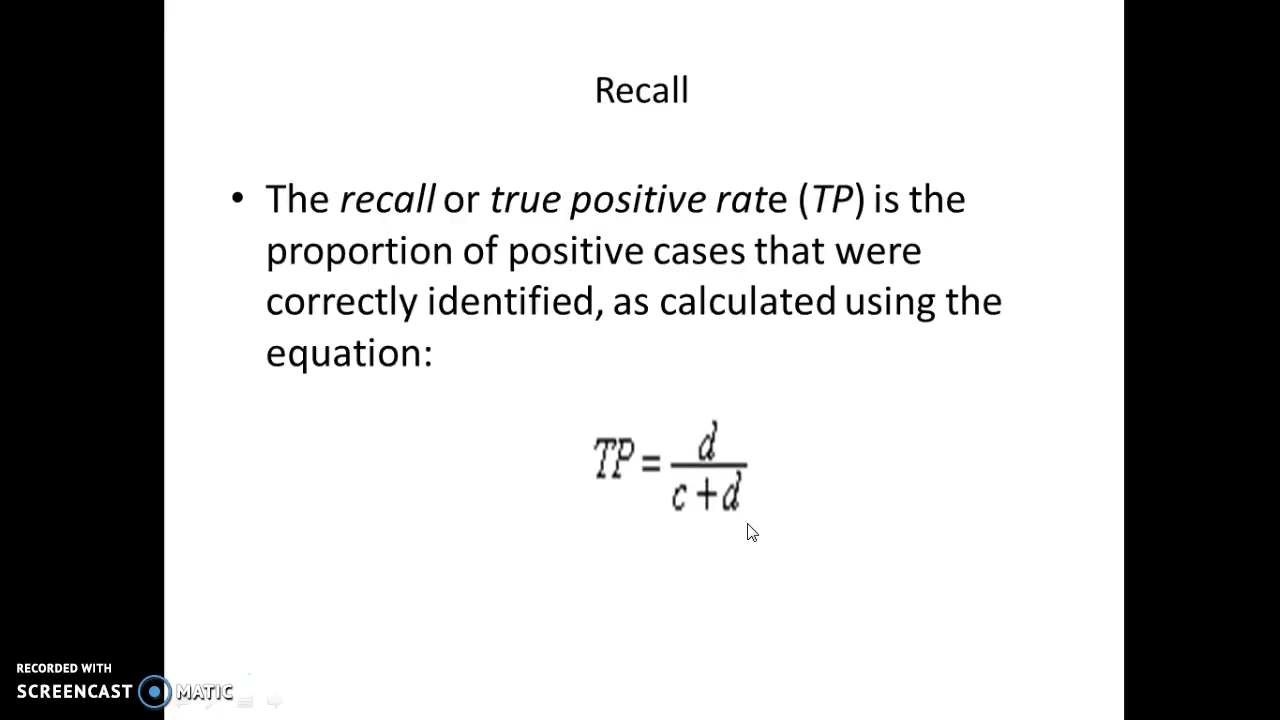 Recall
• The recall or true positive rate (TP) is the
proportion of positive cases that were
correctly identified, as calculated using the
equation:
TP = d / (c + d)
RECORDED WITH
SCREENCAST MATIC